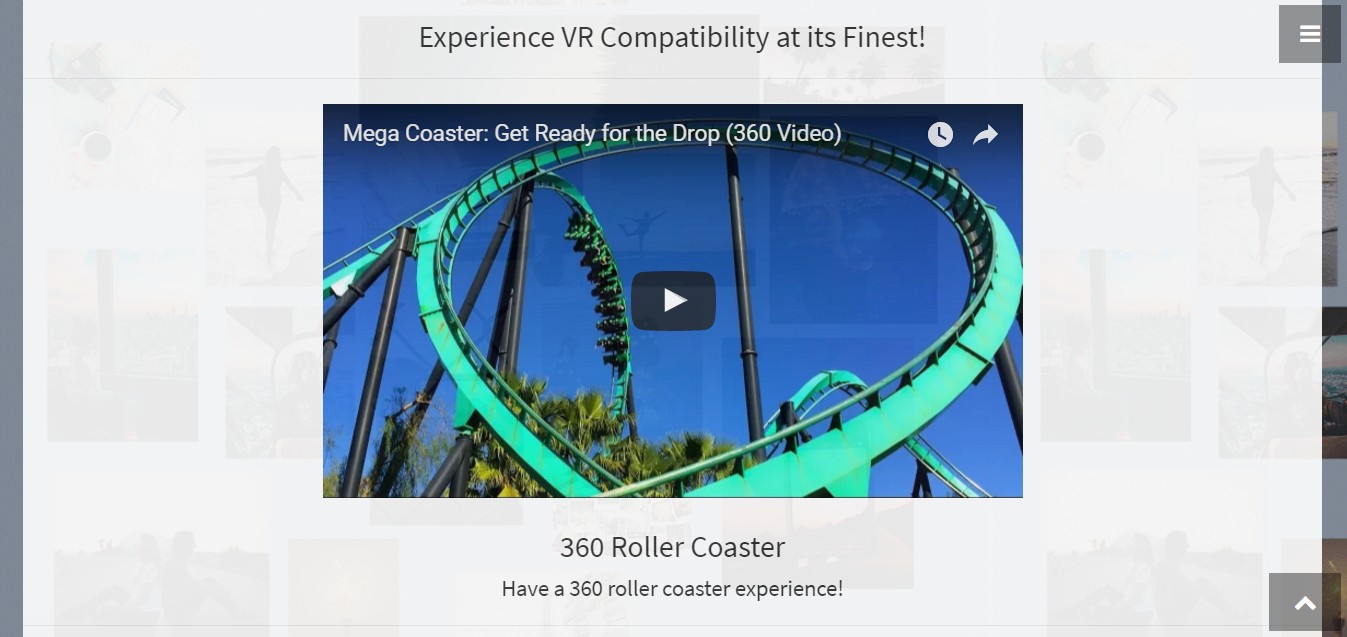 Experience VR Compatibility at its Finest!
Mega Coaster: Get Ready for the Drop (360 Video)
360 Roller Coaster
Have a 360 roller coaster experience!